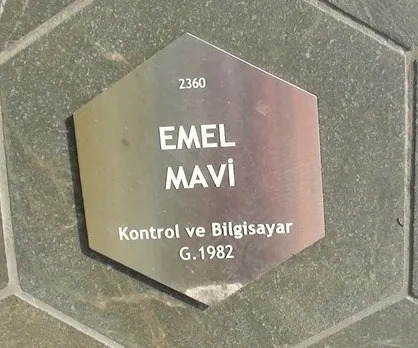 2360
EMEL
MAVİ
Kontrol ve Bilgisayar
G.1982